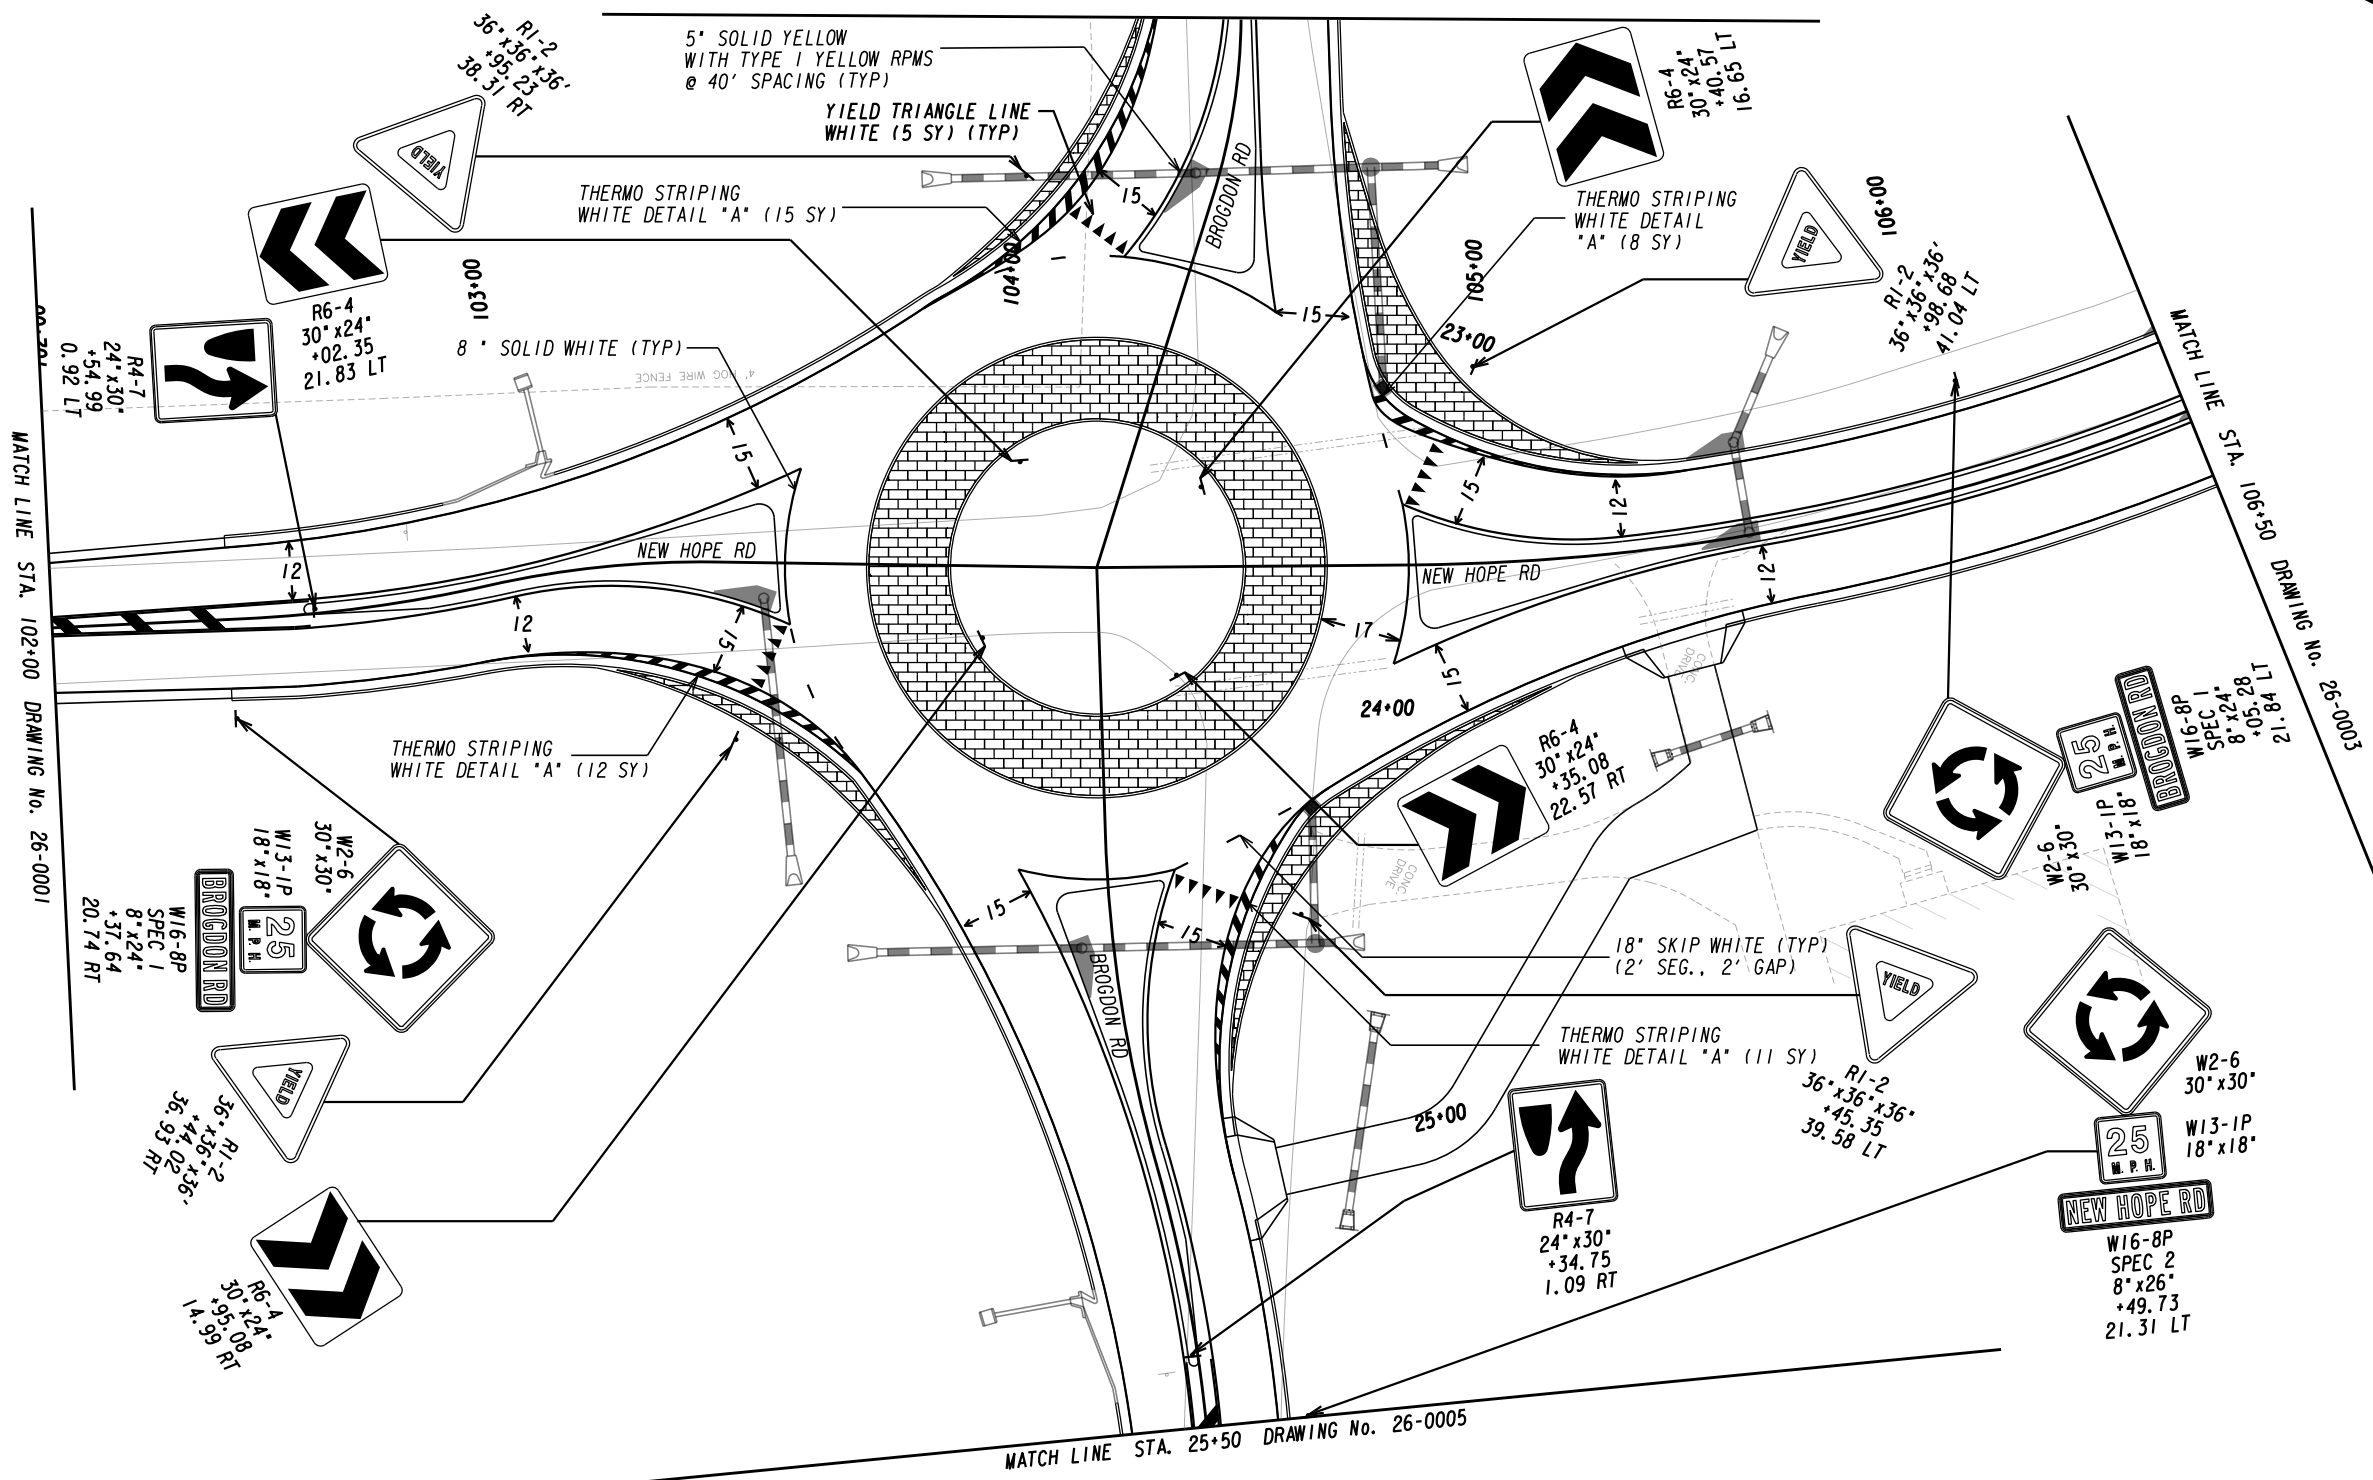 R1-2
36"x36"x36'
+95.23
38.31 RT
YIELD
5" SOLID YELLOW
WITH TYPE 1 YELLOW RPMS
@ 40' SPACING (TYP)
YIELD TRIANGLE LINE
WHITE (5 SY) (TYP)
THERMO STRIPING
WHITE DETAIL "A" (15 SY)
BROGDON RD
15
15
R6-4
30"x24"
+40.57
16.65 LT
THERMO STRIPING
WHITE DETAIL
"A" (8 SY)
YIELD
106+00
R1-2
36"x36"x36'
+98.68
41.04 LT
103+00
104+00
105+00
23+00
R6-4
30"x24"
+02.35
21.83 LT
R4-7
24"x30"
+54.99
0.92 LT
8 " SOLID WHITE (TYP)
4' HOG WIRE FENCE
MATCH LINE STA. 102+00 DRAWING No. 26-0001
MATCH LINE STA. 106+50 DRAWING No. 26-0003
15
12
NEW HOPE RD
12
15
15
12
NEW HOPE RD
12
17
15
24+00
CONC.
DRIVE
THERMO STRIPING
WHITE DETAIL "A" (12 SY)
R6-4
30"x24"
+35.08
22.57 RT
BROGDON RD
25
M.P.H.
W16-8P
SPEC 1
8"x24"
+05.28
21.84 LT
W13-1P
18"x18"
W2-6
30"x30"
W2-6
30"x30"
W13-1P
18"x18"
25
M.P.H.
BROGDON RD
W16-8P
SPEC 1
8"x24"
+37.64
20.74 RT
CONC.
DRIVE
15
15
BROGDON RD
18" SKIP WHITE (TYP)
(2' SEG., 2' GAP)
YIELD
THERMO STRIPING
WHITE DETAIL "A" (11 SY)
R1-2
36"x36"x36"
+45.35
39.58 LT
YIELD
R1-2
36"x36"x36'
+44.02
36.93 RT
25+00
W2-6
30"x30"
25
M.P.H.
W13-1P
18"x18"
NEW HOPE RD
W16-8P
SPEC 2
8"x26"
+49.73
21.31 LT
R4-7
24"x30"
+34.75
1.09 RT
R6-4
30"x24"
+95.08
14.99 RT
MATCH LINE STA. 25+50 DRAWING No. 26-0005